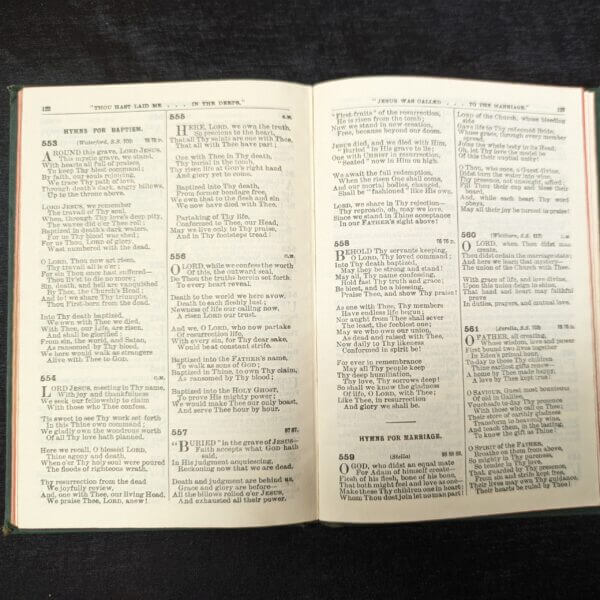 122
"THOU HAST LAID ME . . . IN THE DEEPS."
HYMNS FOR BAPTISM.
553 (Waterford, S.S. 103)
AROUND this grave, LORD JESUS,
This mystic grave, we stand,
With hearts all full of praises,
To keep Thy blest command;
By faith, our souls rejoicing,
We trace Thy path of love,
Through death's dark, angry billows,
Up to the throne above.
LORD JESUS, we remember
The travail of Thy soul,
When, through Thy love's deep pity,
The waves did o'er Thee roll;
Baptized in death's dark waters,
For us Thy blood was shed;
For us Thou, LORD of glory,
Wast numbered with the dead.
O LORD, Thou now art risen,
Thy travail all is o'er;
For sin Thou once hast suffered—
Thou liv'st to die no more;
Sin, death, and hell are vanquished
By Thee, the Church's Head;
And lo! we share Thy triumphs,
Thou First-born from the dead.
Into Thy death baptized,
We own with Thee we died,
With Thee, our Life, are risen,
And shall be glorified;
From sin, the world, and Satan,
As ransomed by Thy blood,
We here would walk as strangers
Alive with Thee to GOD.
554 C.M.
LORD JESUS, meeting in Thy name,
With joy and thankfulness
We seek our fellowship to claim
With those who Thee confess.
'Tis sweet to see Thy work set forth
In this Thine own command;
We gladly own the wondrous worth
Of all Thy love hath planned.
Here we recall, O blessed LORD,
Thine agony and death,
When o'er Thy holy soul were poured
The floods of righteous wrath.
Thy resurrection from the dead
We joyfully review,
And, one with Thee, our living Head,
We praise Thee, LORD, anew!
555 C.M.
HERE, LORD, we own the truth,
So precious to the heart,
That all Thy saints are one with Thee,
That all with Thee have part;
One with Thee in Thy death,
Thy burial in the tomb,
Thy risen life at God's right hand
And glory yet to come.
Baptized into Thy death,
From former bondage free,
We own that to the flesh and sin
We now have died with Thee.
Partaking of Thy life,
Conformed to Thee, our Head,
May we live only to Thy praise,
And in Thy footsteps tread!
556 C.M.
O LORD, while we confess the worth
Of this, the outward seal,
Do Thou the truths herein set forth
To every heart reveal.
Death to the world we here avow,
Death to each fleshly lust;
Newness of life our calling now,
A risen Lord our trust.
And we, O LORD, who now partake
Of resurrection life,
With every sin, for Thy dear sake,
Would be at constant strife.
Baptized into the FATHER'S name,
To walk as sons of GOD;
Baptized in Thine, to own Thy claim,
As ransomed by Thy blood;
Baptized into the HOLY GHOST,
To prove His mighty power;
We would make Thee our only boast,
And serve Thee hour by hour.
557 87 87.
"BURIED" in the grave of JESUS—
Faith accepts what GOD hath
said,
In His judgment acquiescing,
Reckoning now that we are dead.
Death and judgment are behind us,
Grace and glory are before—
All the billows rolled o'er JESUS,
And exhausted all their power.
"JESUS WAS CALLED . . . TO THE MARRIAGE."
"First fruits" of the resurrection,
He is risen from the tomb;
Now we stand in new creation,
Free, because beyond our doom.
JESUS died, and we died with Him,
"Buried" in His grave to lie;
One with Him in resurrection,
"Seated" now in Him on high.
We await the full redemption,
When the risen One shall come,
And our mortal bodies, changed,
Shall be "fashioned" like His own.
LORD, we share in Thy rejection—
Thy reproach, oh, may we love,
Since we stand in Thine acceptance
In our FATHER'S sight above!
558 76 76 D.
BEHOLD Thy servants keeping,
O LORD, Thy loved command;
Into Thy death baptized,
May they be strong and stand!
May all, Thy name confessing,
Hold fast Thy truth and grace;
Be blest, and be a blessing,
Praise Thee, and show Thy praise!
As one with Thee, Thy members
Have endless life begun;
Nor aught from Thee shall sever
The least, the feeblest one;
May we who own our union,
As dead and raised with Thee,
Now daily to Thy likeness
Conformed in spirit be!
For ever in remembrance
May all Thy people keep
Thy deep humiliation,
Thy love, Thy sorrows deep!
So shall we know the gladness
Of life, O LORD, with Thee;
Like Thee, in resurrection
And glory we shall be.
HYMNS FOR MARRIAGE.
559 (Stella) 88 88 88.
O GOD, who didst an equal mate
For Adam of himself create,
Flesh of his flesh, bone of his bone,
That both might feel and love as one—
Make these Thy children one in heart;
Whom Thou dost join let no man part!
LORD of the Church, whose bleeding
side
Gave life to Thy redeemed Bride,
Whose grace, through every member
spread,
Joins the whole body to its Head;
Oh, let Thy love the model be
Of this their nuptial unity!
O Thou, who once, a Guest divine,
Didst turn the water into wine,
Thy presence, not unsought, afford;
Fill Thou their cup and bless their
board;
And, while each heart Thy word
obeys,
May all their joy be turned to praise!
560 C.M.
O LORD, when Thou didst man
create,
Thou didst ordain the marriage state;
And here we learn that mystery—
The union of the Church with Thee.
With grace of life, and love divine,
Upon this union deign to shine,
That hand and heart may faithful
prove
In duties, prayers, and mutual love.
561
O FATHER, all creating,
Whose wisdom, love and power
First bound two lives together
In Eden's primal hour,
To-day to these Thy children
Thine earliest gifts renew—
A home by Thee made happy,
A love by Thee kept true!
O SAVIOUR, Guest most bounteous
Of old in Galilee,
Vouchsafe to-day Thy presence
With those who call on Thee;
Their store of earthly gladness
Transform to heavenly wine,
And teach them, in the tasting,
To know the gift is Thine!
O SPIRIT of the FATHER,
Breathe on them from above,
So mighty in Thy pureness,
So tender in Thy love,
That, guarded by Thy presence,
From sin and strife kept free,
Their lives may own Thy guidance,
Their hearts be ruled by Thee!